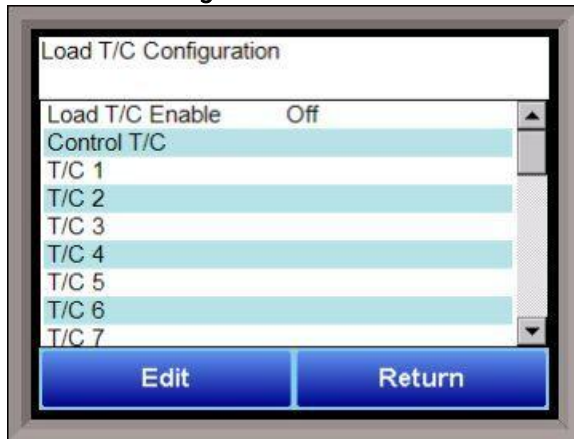 Load T/C Configuration
Load T/C Enable Off
Control T/C
T/C 1
T/C 2
T/C 3
T/C 4
T/C 5
T/C 6
T/C 7
Edit Return